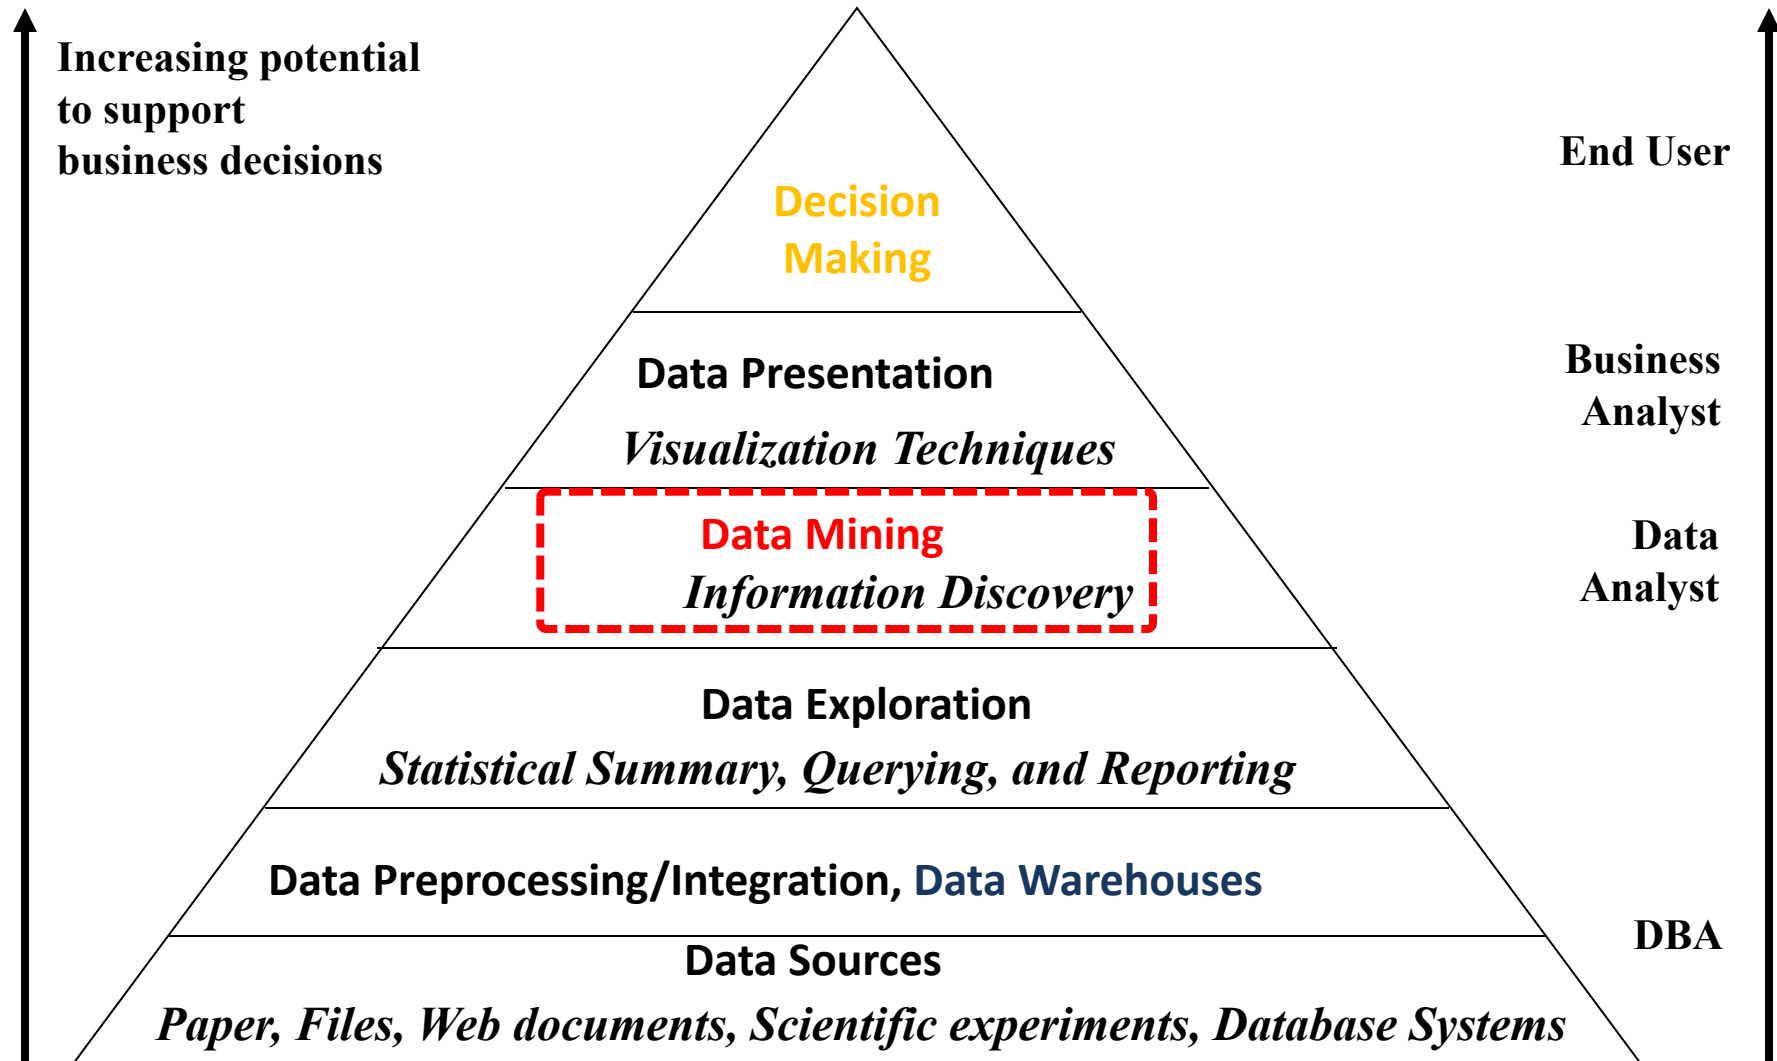 Increasing potential
to support
business decisions
End User
Decision
Making
Data Presentation
Visualization Techniques
Business
Analyst
Data Mining
Information Discovery
Data
Analyst
Data Exploration
Statistical Summary, Querying, and Reporting
Data Preprocessing/Integration, Data Warehouses
DBA
Data Sources
Paper, Files, Web documents, Scientific experiments, Database Systems